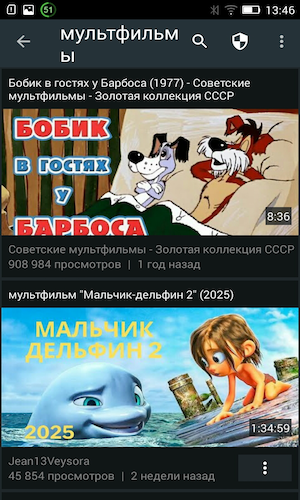 51
13:46
мультфильм
ы
Бобик в гостях у Барбоса (1977) - Советские
мультфильмы - Золотая коллекция СССР
БОБИК
В ГОСТЯХ
У
БАРБОСА
8:36
Советские мультфильмы - Золотая коллекция СССР
908 984 просмотров | 1 год назад
мультфильм "Мальчик-дельфин 2" (2025)
МАЛЬЧИК
ДЕЛЬФИН 2
2025
1:34:59
Jean13Veysora
45 854 просмотров | 2 недели назад